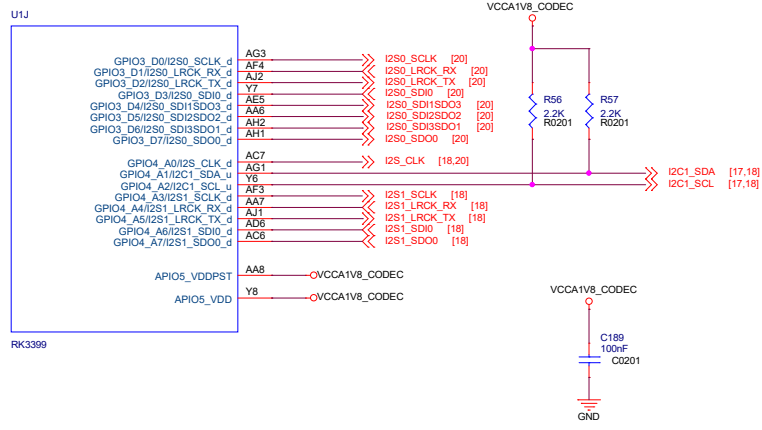 VCCA1V8_CODEC
U1J
GPIO3_D0/I2S0_SCLK_d AG3 I2S0_SCLK [20]
GPIO3_D1/I2S0_LRCK_RX_d AF4 I2S0_LRCK_RX [20]
GPIO3_D2/I2S0_LRCK_TX_d AJ2 I2S0_LRCK_TX [20]
GPIO3_D3/I2S0_SDI0_d Y7 I2S0_SDI0 [20]
GPIO3_D4/I2S0_SDI1SDO3_d AE5 I2S0_SDI1SDO3 [20]
GPIO3_D5/I2S0_SDI2SDO2_d AA6 I2S0_SDI2SDO2 [20]
GPIO3_D6/I2S0_SDI3SDO1_d AH2 I2S0_SDI3SDO1 [20]
GPIO3_D7/I2S0_SDO0_d AH1 I2S0_SDO0 [20]
R56 R57
2.2K 2.2K
R0201 R0201
GPIO4_A0/I2S_CLK_d AC7 I2S_CLK [18,20]
GPIO4_A1/I2C1_SDA_u AG1 I2C1_SDA [17,18]
GPIO4_A2/I2C1_SCL_u Y6 I2C1_SCL [17,18]
GPIO4_A3/I2S1_SCLK_d AF3 I2S1_SCLK [18]
GPIO4_A4/I2S1_LRCK_RX_d AA7 I2S1_LRCK_RX [18]
GPIO4_A5/I2S1_LRCK_TX_d AJ1 I2S1_LRCK_TX [18]
GPIO4_A6/I2S1_SDI0_d AD6 I2S1_SDI0 [18]
GPIO4_A7/I2S1_SDO0_d AC6 I2S1_SDO0 [18]
APIO5_VDDPST AA8 VCCA1V8_CODEC
APIO5_VDD Y8 VCCA1V8_CODEC
RK3399
VCCA1V8_CODEC
C189
100nF
C0201
GND